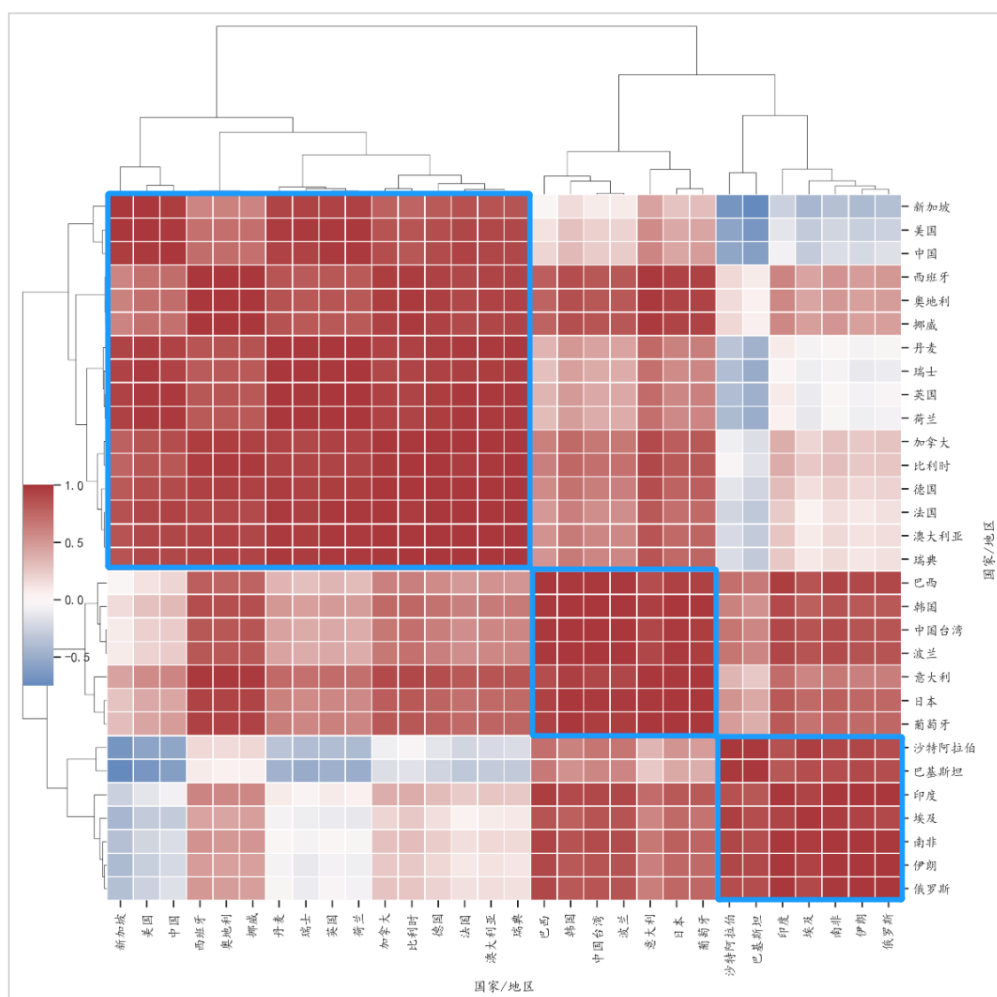 新加坡
美国
中国
西班牙
奥地利
挪威
丹麦
瑞士
英国
荷兰
加拿大
比利时
德国
法国
澳大利亚
瑞典
巴西
韩国
中国台湾
波兰
意大利
日本
葡萄牙
沙特阿拉伯
巴基斯坦
印度
埃及
南非
伊朗
俄罗斯
国家/地区
1.0
0.5
0.0
-0.5
新加坡
美国
中国
西班牙
奥地利
挪威
丹麦
瑞士
英国
荷兰
加拿大
比利时
德国
法国
澳大利亚
瑞典
巴西
韩国
中国台湾
波兰
意大利
日本
葡萄牙
沙特阿拉伯
巴基斯坦
印度
埃及
南非
伊朗
俄罗斯
国家/地区